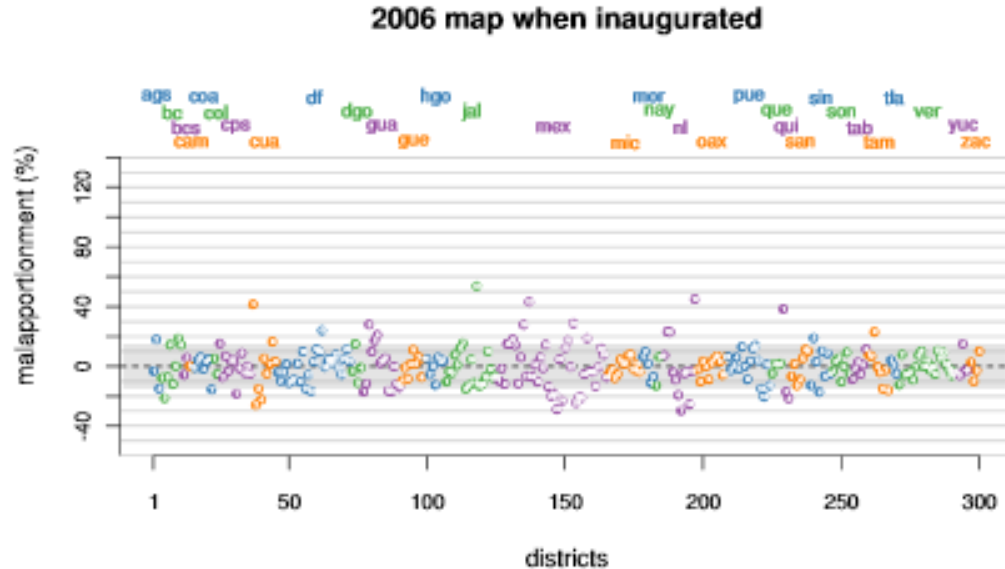 2006 map when inaugurated
ags coa df hgo mor pue sin tla
bc col dgo jal nay que son ver
bcs cps gua mex nl qui tab yuc
cam cua gue mic oax san tam zac
malapportionment (%)
120
80
40
0
-40
1 50 100 150 200 250 300
districts